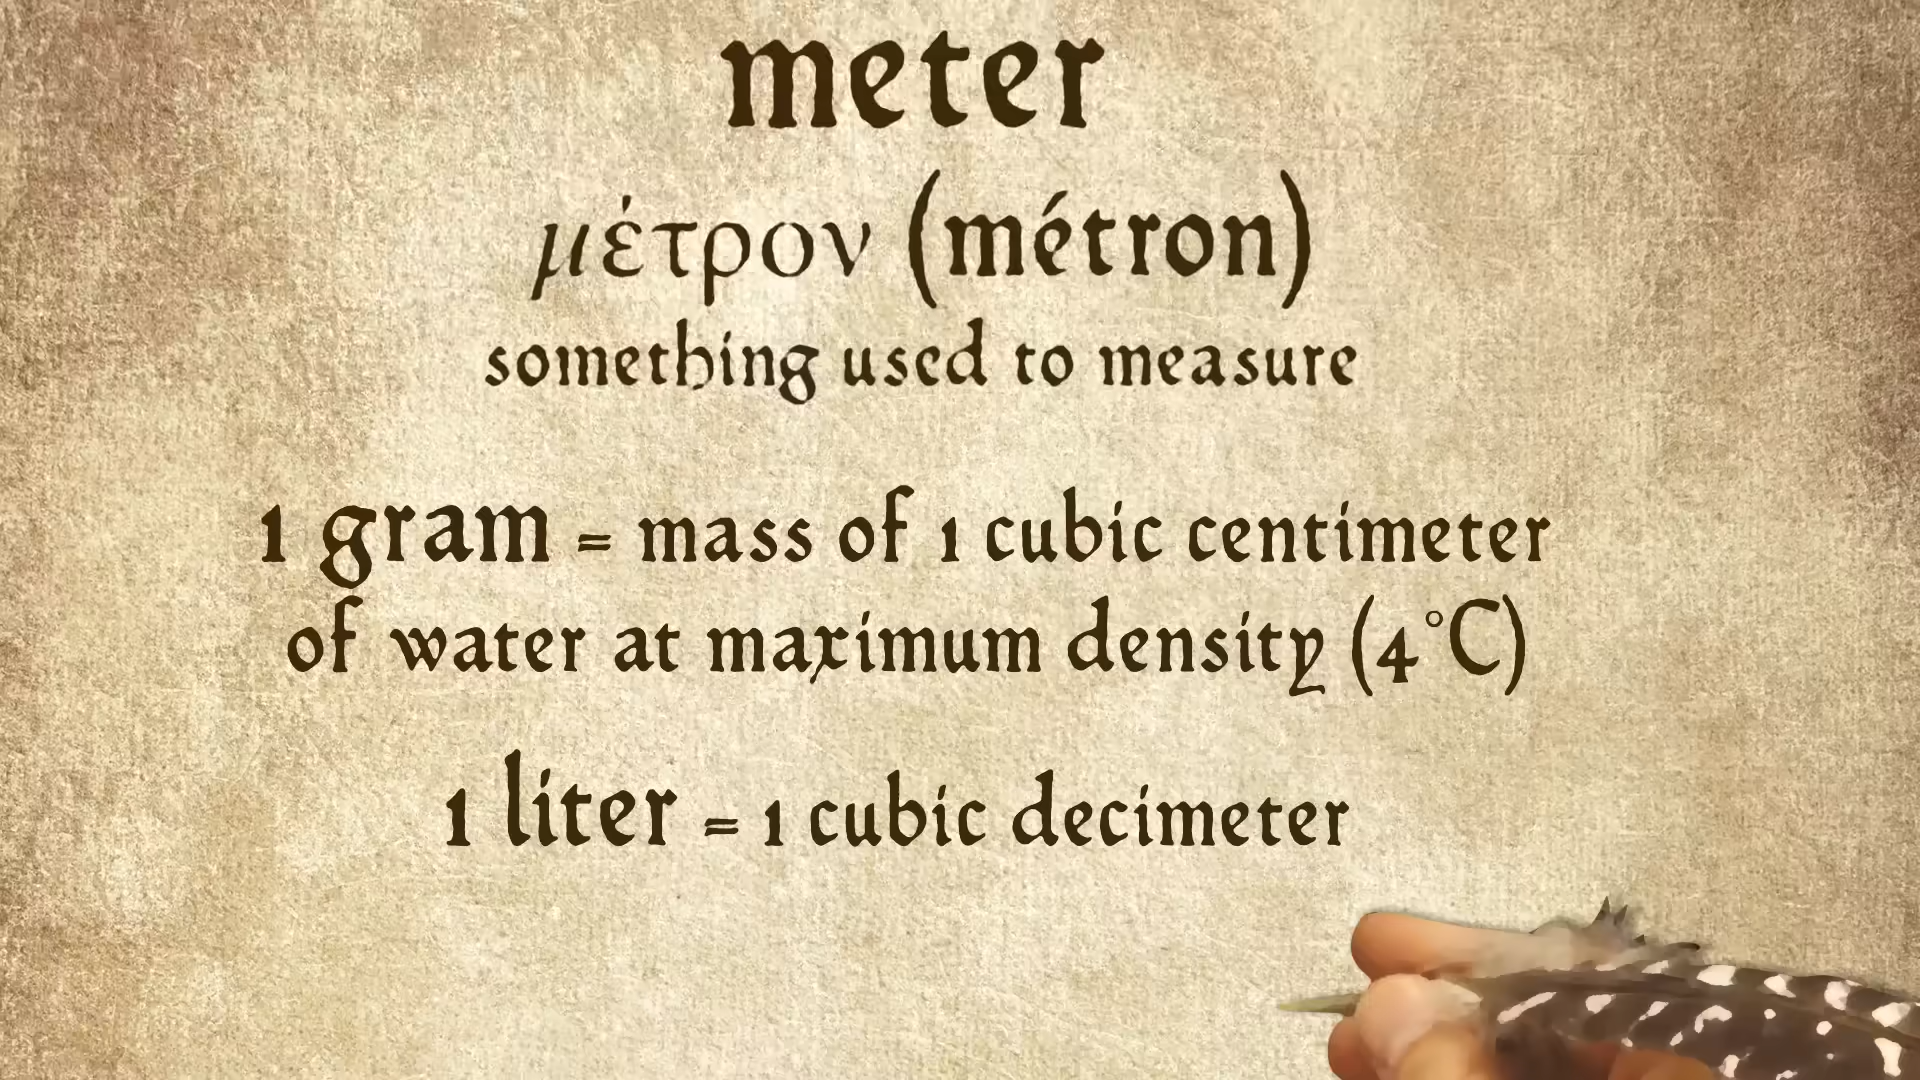 meter
μέτρον (métron)
something used to measure
1 gram = mass of 1 cubic centimeter
of water at maximum density (4°C)
1 liter = 1 cubic decimeter